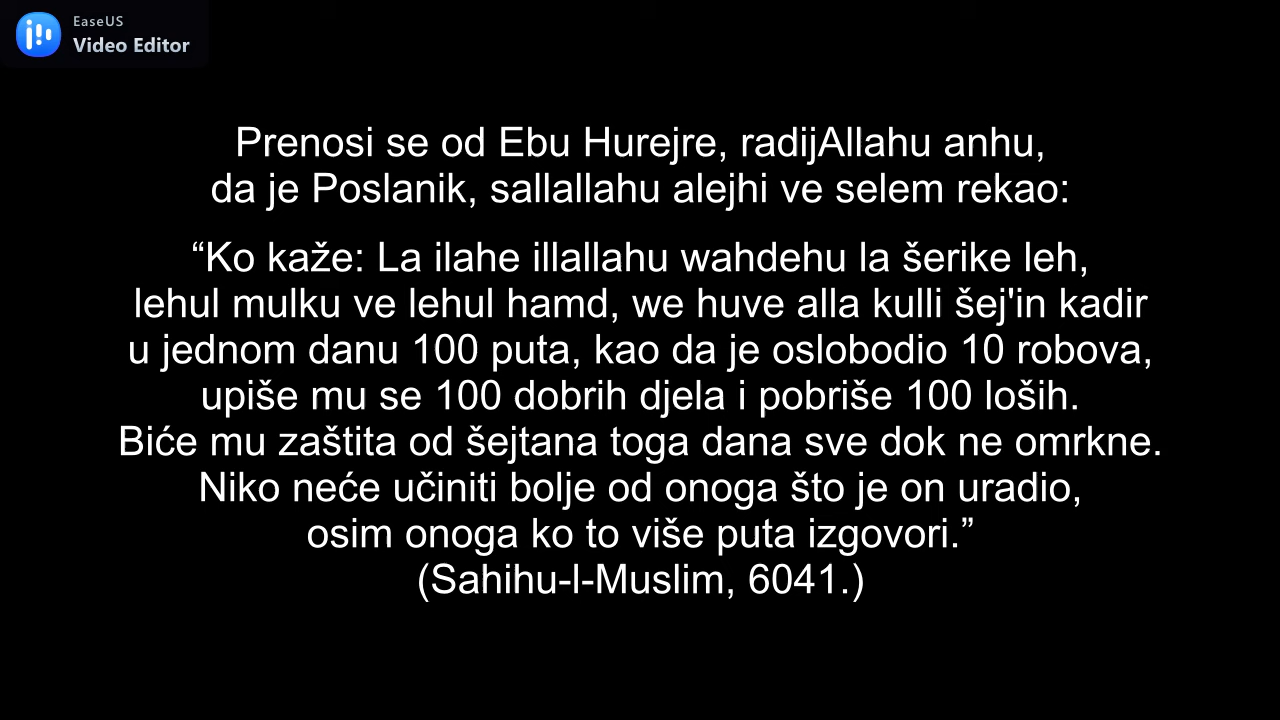 EaseUS
Video Editor
Prenosi se od Ebu Hurejre, radijAllahu anhu,
da je Poslanik, sallallahu alejhi ve selem rekao:
“Ko kaže: La ilahe illallahu wahdehu la šerike leh,
lehul mulku ve lehul hamd, we huve alla kulli šej'in kadir
u jednom danu 100 puta, kao da je oslobodio 10 robova,
upiše mu se 100 dobrih djela i pobriše 100 loših.
Biće mu zaštita od šejtana toga dana sve dok ne omrkne.
Niko neće učiniti bolje od onoga što je on uradio,
osim onoga ko to više puta izgovori.”
(Sahihu-l-Muslim, 6041.)